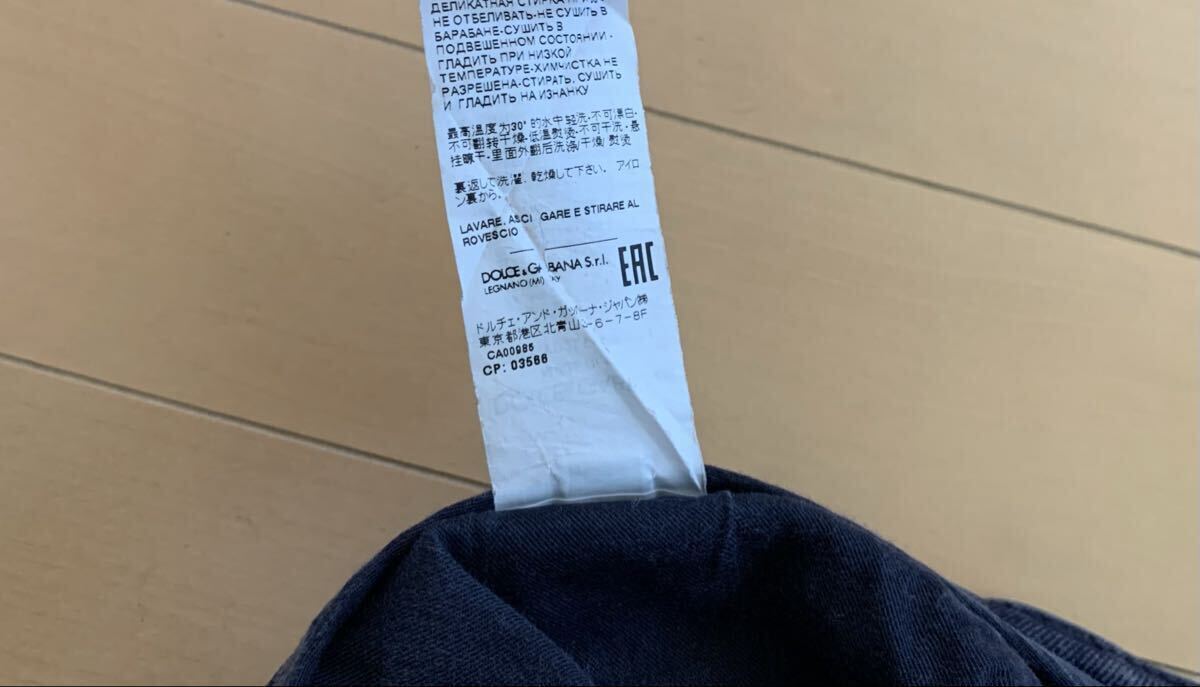 ДЕЛИКАТНАЯ СТИРКА ПРИ
НЕ ОТБЕЛИВАТЬ-НЕ СУШИТЬ В
БАРАБАНЕ-СУШИТЬ В
ПОДВЕШЕННОМ СОСТОЯНИИ -
ГЛАДИТЬ ПРИ НИЗКОЙ
ТЕМПЕРАТУРЕ-ХИМЧИСТКА НЕ
РАЗРЕШЕНА-СТИРАТЬ, СУШИТЬ
И ГЛАДИТЬ НА ИЗНАНКУ
最高温度为30°的水中轻洗-不可漂白-
不可翻转干燥-低温熨烫-不可干洗-悬
挂晾干-里面外翻后洗涤/干燥/熨烫
裏返して洗濯、乾燥して下さい。 アイロ
ン裏から。
LAVARE, ASCI GARE E STIRARE AL
ROVESCIO
DOLCE & GABBANA S.r.l.
LEGNANO (MI)
EAC
ドルチェ・アンド・ガッバーナ・ジャパン㈱
東京都港区北青山3-6-7-8F
CA00985
CP: 03566